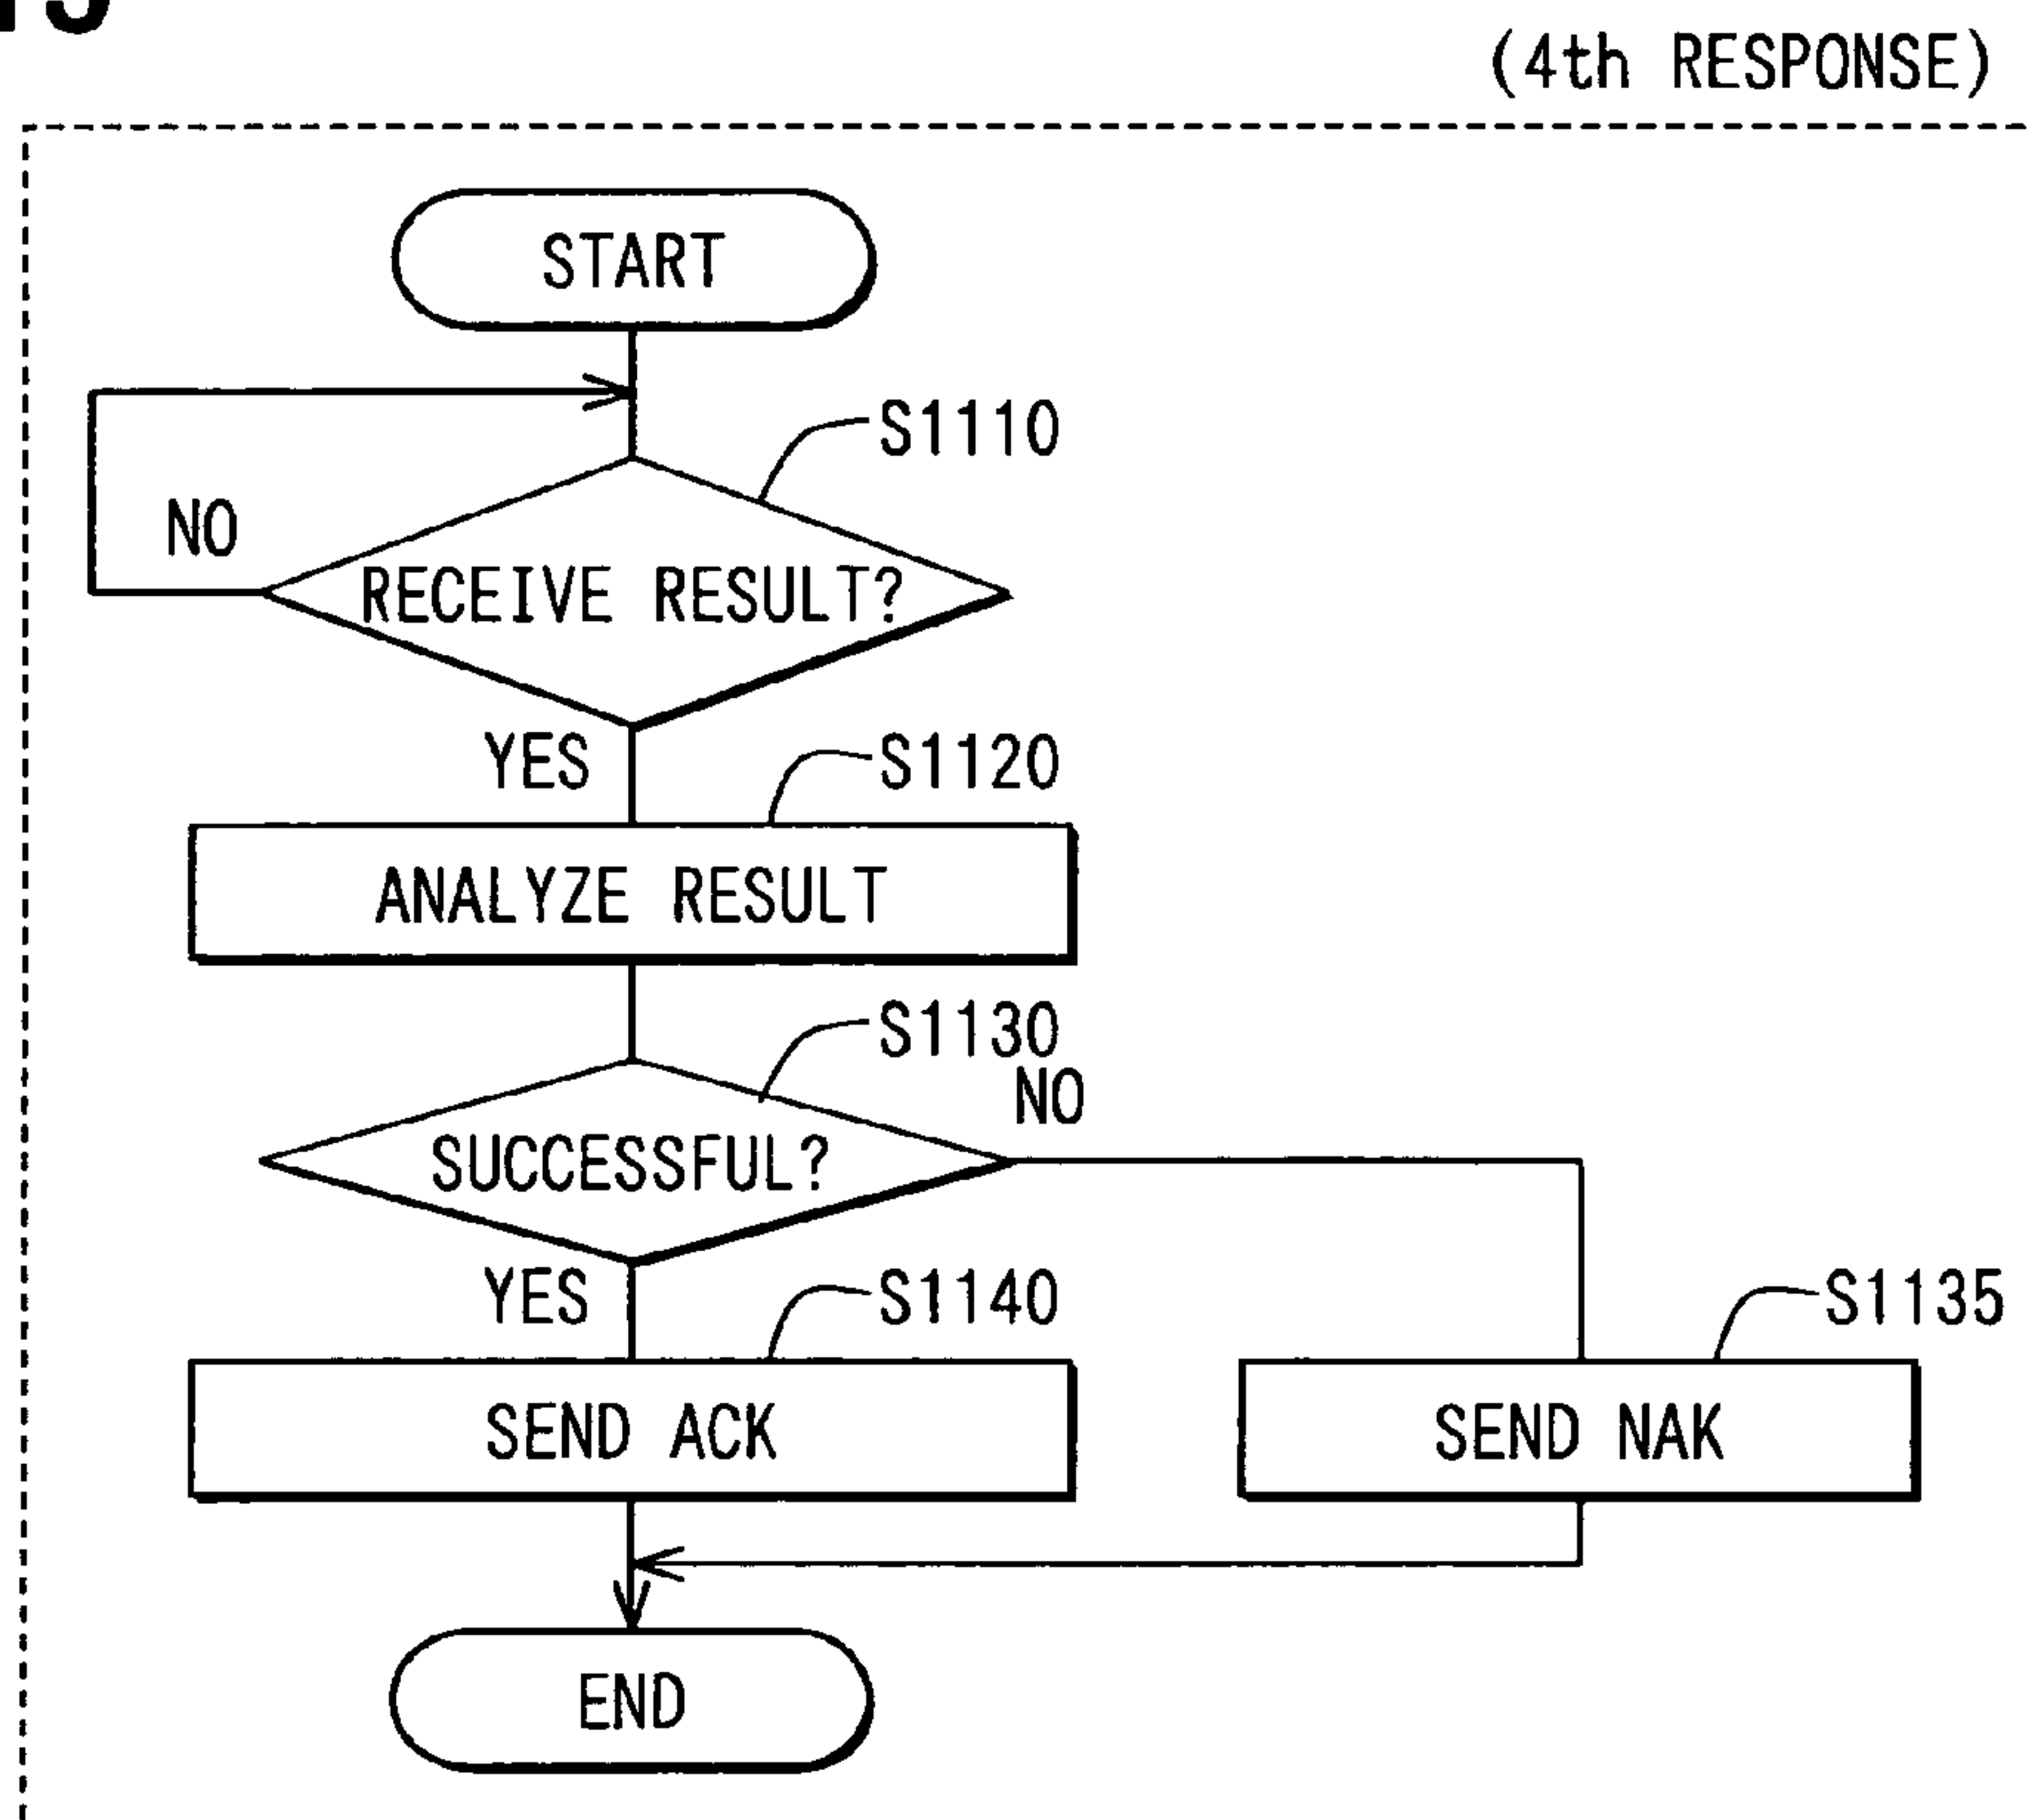 (4th RESPONSE)
START
S1110
NO
RECEIVE RESULT?
YES
S1120
ANALYZE RESULT
S1130
NO
SUCCESSFUL?
YES
S1140
S1135
SEND ACK
SEND NAK
END